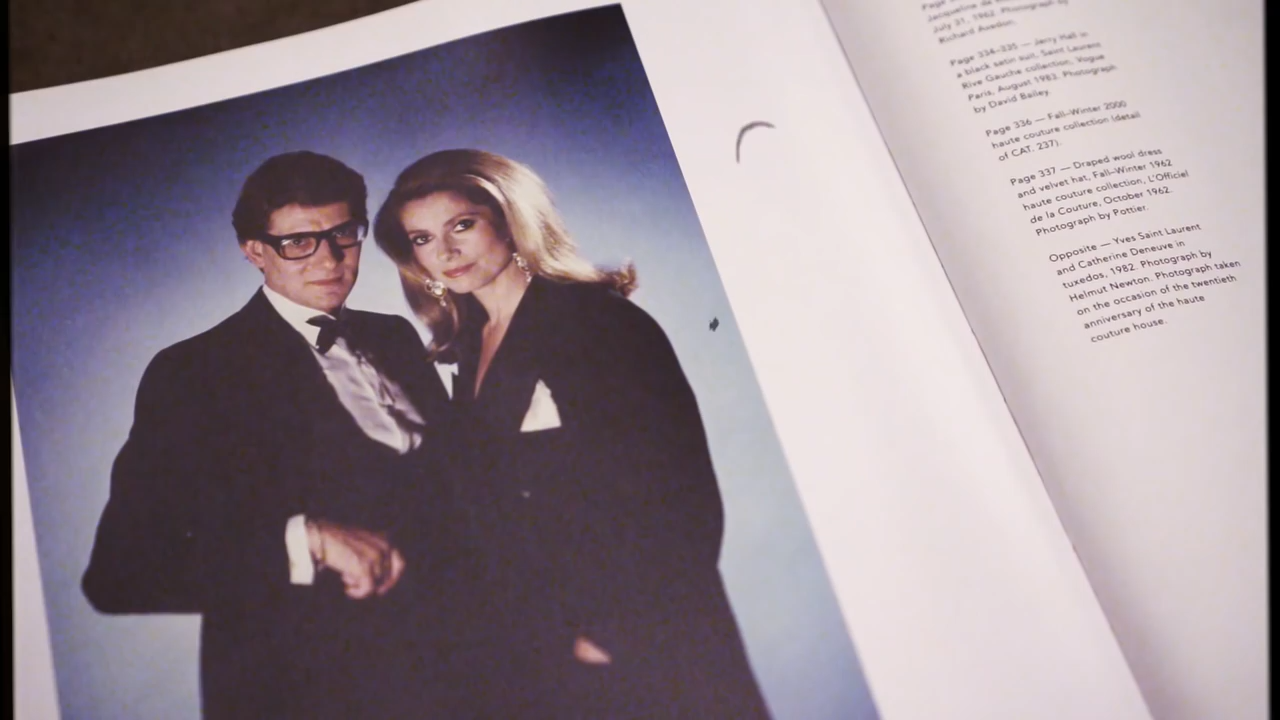 Page
Jacqueline de
July 31, 1962. Photograph by
Richard Avedon.
Page 334–335 — Jerry Hall in
a black satin suit, Saint Laurent
Rive Gauche collection, Vogue
Paris, August 1983. Photograph
by David Bailey.
Page 336 — Fall–Winter 2000
haute couture collection (detail
of CAT. 237).
Page 337 — Draped wool dress
and velvet hat, Fall–Winter 1962
haute couture collection, L'Officiel
de la Couture, October 1962.
Photograph by Pottier.
Opposite — Yves Saint Laurent
and Catherine Deneuve in
tuxedos, 1982. Photograph by
Helmut Newton. Photograph taken
on the occasion of the twentieth
anniversary of the haute
couture house.